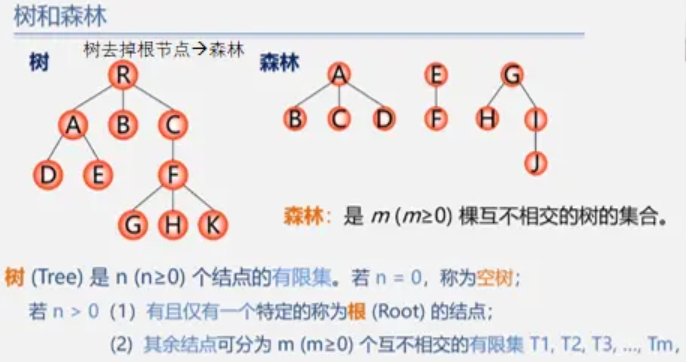 树和森林
树去掉根节点→森林
树
R
A B C
D E F
G H K
森林
A E G
B C D F H I
J
森林：是 m (m≥0) 棵互不相交的树的集合。
树 (Tree) 是 n (n≥0) 个结点的有限集。若 n = 0，称为空树；
若 n > 0 (1) 有且仅有一个特定的称为根 (Root) 的结点；
(2) 其余结点可分为 m (m≥0) 个互不相交的有限集 T1, T2, T3, ..., Tm，